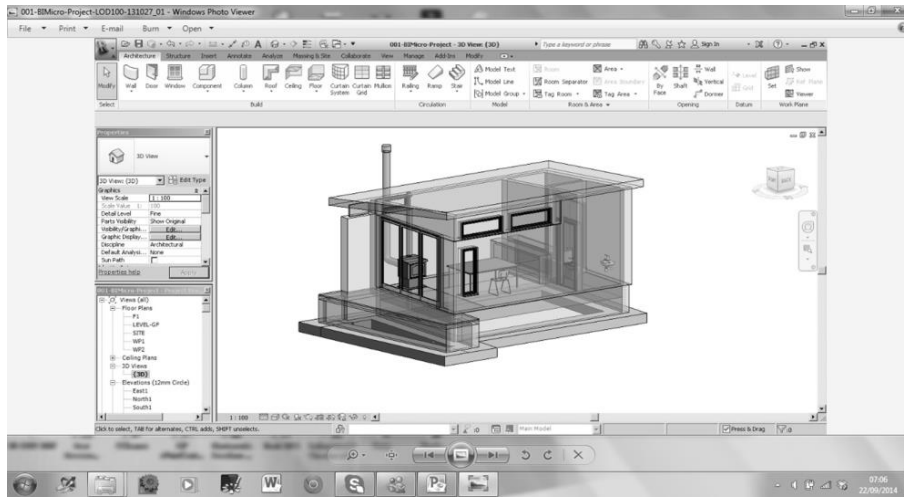 001-BIMicro-Project-LOD100-131027_01 - Windows Photo Viewer
File Print E-mail Burn Open
001-BIMicro-Project - 3D View: {3D} Type a keyword or phrase Sign In
Architecture Structure Insert Annotate Analyze Massing & Site Collaborate View Manage Add-Ins Modify
Modify Wall Door Window Component Column Roof Ceiling Floor Curtain System Curtain Grid Mullion Railing Ramp Stair
Model Text
Model Line
Model Group
Room
Room Separator
Tag Room
Area
Area Boundary
Tag Area
By Face Shaft
Wall
Vertical
Dormer
Level
Grid
Set
Show
Ref Plane
Viewer
Select Build Circulation Model Room & Area Opening Datum Work Plane
Properties
3D View
3D View: {3D} Edit Type
Graphics
View Scale 1 : 100
Scale Value 1: 100
Detail Level Fine
Parts Visibility Show Original
Visibility/Graphi... Edit...
Graphic Display... Edit...
Discipline Architectural
Default Analysi... None
Sun Path
Properties help Apply
Views (all)
Floor Plans
F1
LEVEL-GF
SITE
WP1
WP2
Ceiling Plans
3D Views
{3D}
Elevations (12mm Circle)
East1
North1
South1
1 : 100
Click to select, TAB for alternates, CTRL adds, SHIFT unselects. :0 Main Model Press & Drag :0
07:06
22/09/2014